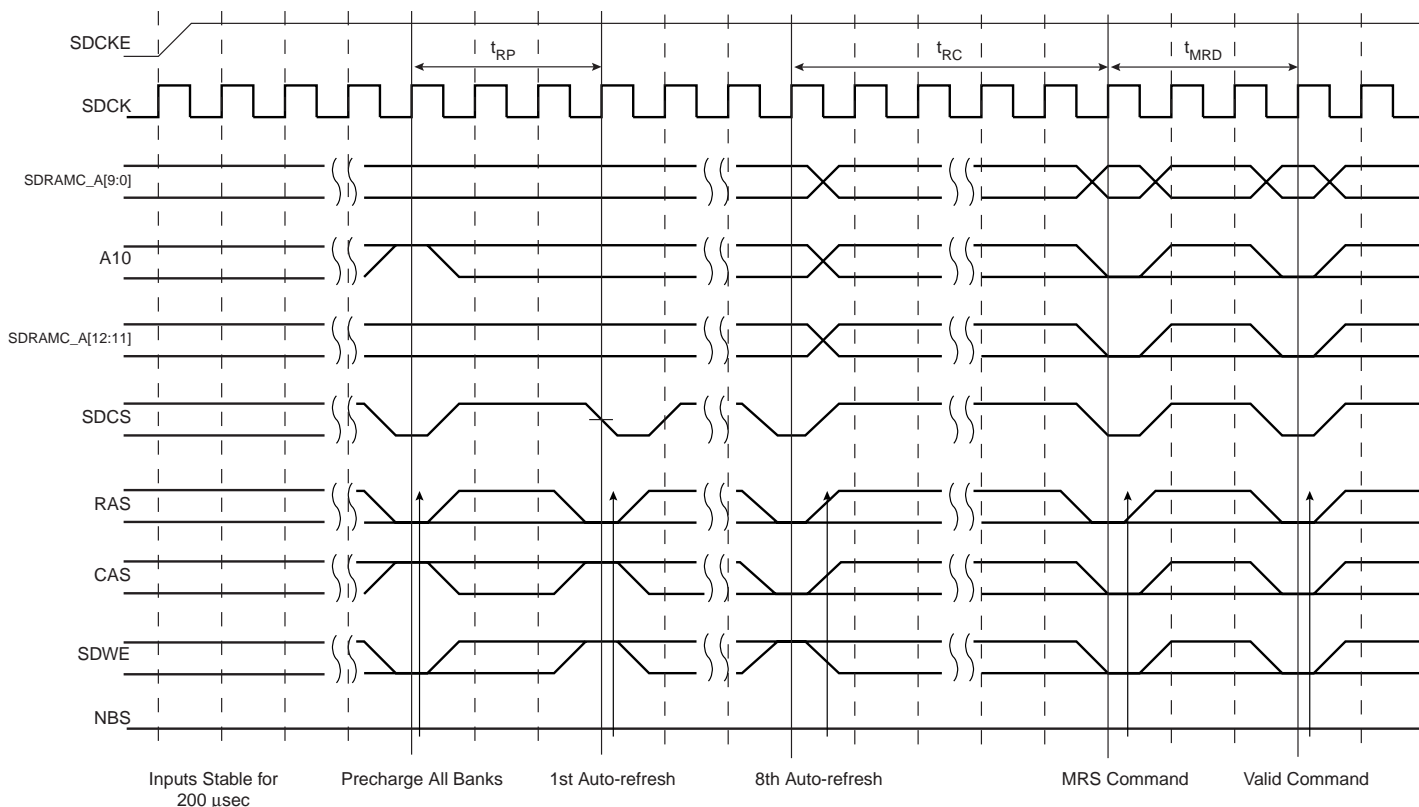 SDCKE
tRP
tRC
tMRD
SDCK
SDRAMC_A[9:0]
A10
SDRAMC_A[12:11]
SDCS
RAS
CAS
SDWE
NBS
Inputs Stable for
200 μsec
Precharge All Banks
1st Auto-refresh
8th Auto-refresh
MRS Command
Valid Command